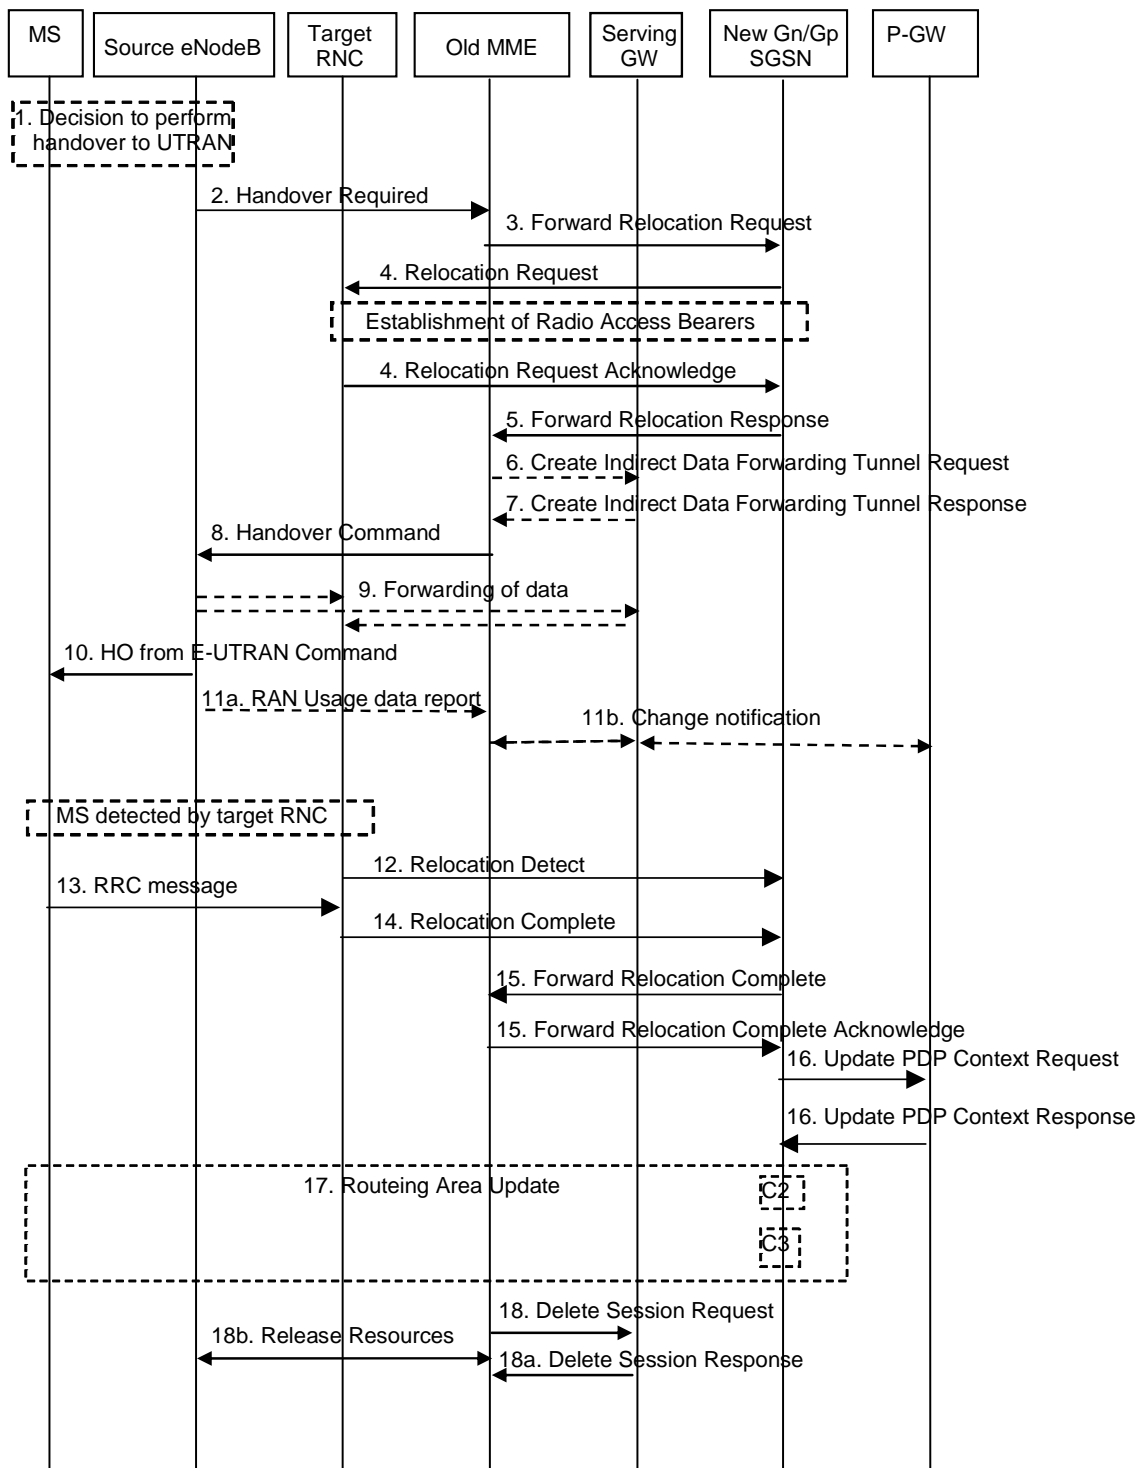 MS
Source eNodeB
Target
RNC
Old MME
Serving
GW
New Gn/Gp
SGSN
P-GW
1. Decision to perform
handover to UTRAN
2. Handover Required
3. Forward Relocation Request
4. Relocation Request
Establishment of Radio Access Bearers
4. Relocation Request Acknowledge
5. Forward Relocation Response
6. Create Indirect Data Forwarding Tunnel Request
7. Create Indirect Data Forwarding Tunnel Response
8. Handover Command
9. Forwarding of data
10. HO from E-UTRAN Command
11a. RAN Usage data report
11b. Change notification
MS detected by target RNC
12. Relocation Detect
13. RRC message
14. Relocation Complete
15. Forward Relocation Complete
15. Forward Relocation Complete Acknowledge
16. Update PDP Context Request
16. Update PDP Context Response
17. Routeing Area Update
C2
C3
18. Delete Session Request
18b. Release Resources
18a. Delete Session Response